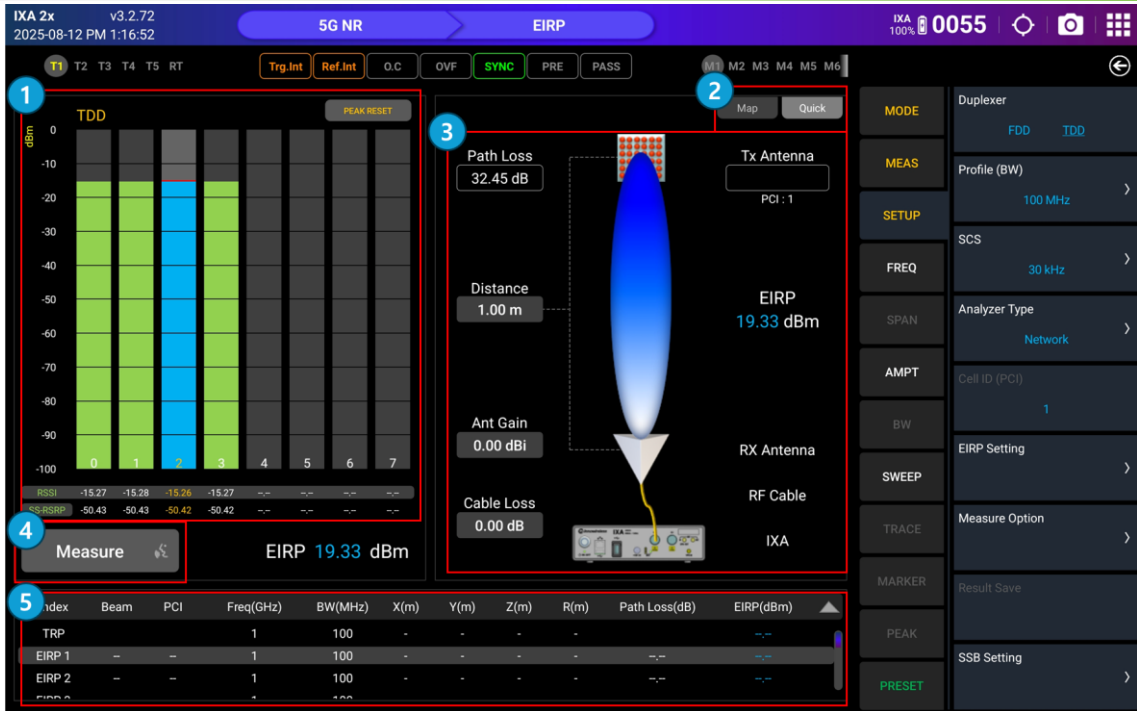 IXA 2x v3.2.72
2025-08-12 PM 1:16:52
5G NR EIRP
IXA 100% 0055
T1 T2 T3 T4 T5 RT
Trg.Int Ref.Int O.C OVF SYNC PRE PASS
M1 M2 M3 M4 M5 M6
1
TDD
PEAK RESET
dBm
0
-10
-20
-30
-40
-50
-60
-70
-80
-90
-100
0 1 2 3 4 5 6 7
RSSI -15.27 -15.28 -15.26 -15.27 --.-- --.-- --.-- --.--
SS-RSRP -50.43 -50.43 -50.42 -50.42 --.-- --.-- --.-- --.--
2
Map Quick
3
Path Loss
32.45 dB
Tx Antenna
PCI : 1
Distance
1.00 m
EIRP
19.33 dBm
Ant Gain
0.00 dBi
RX Antenna
Cable Loss
0.00 dB
RF Cable
IXA
IXA
4
Measure
EIRP 19.33 dBm
5
Index Beam PCI Freq(GHz) BW(MHz) X(m) Y(m) Z(m) R(m) Path Loss(dB) EIRP(dBm)
TRP 1 100 - - - - --.--
EIRP 1 -- -- 1 100 - - - - --.-- --.--
EIRP 2 -- -- 1 100 - - - - --.-- --.--
MODE
MEAS
SETUP
FREQ
SPAN
AMPT
BW
SWEEP
TRACE
MARKER
PEAK
PRESET
Duplexer
FDD TDD
Profile (BW)
100 MHz
SCS
30 kHz
Analyzer Type
Network
Cell ID (PCI)
1
EIRP Setting
Measure Option
Result Save
SSB Setting